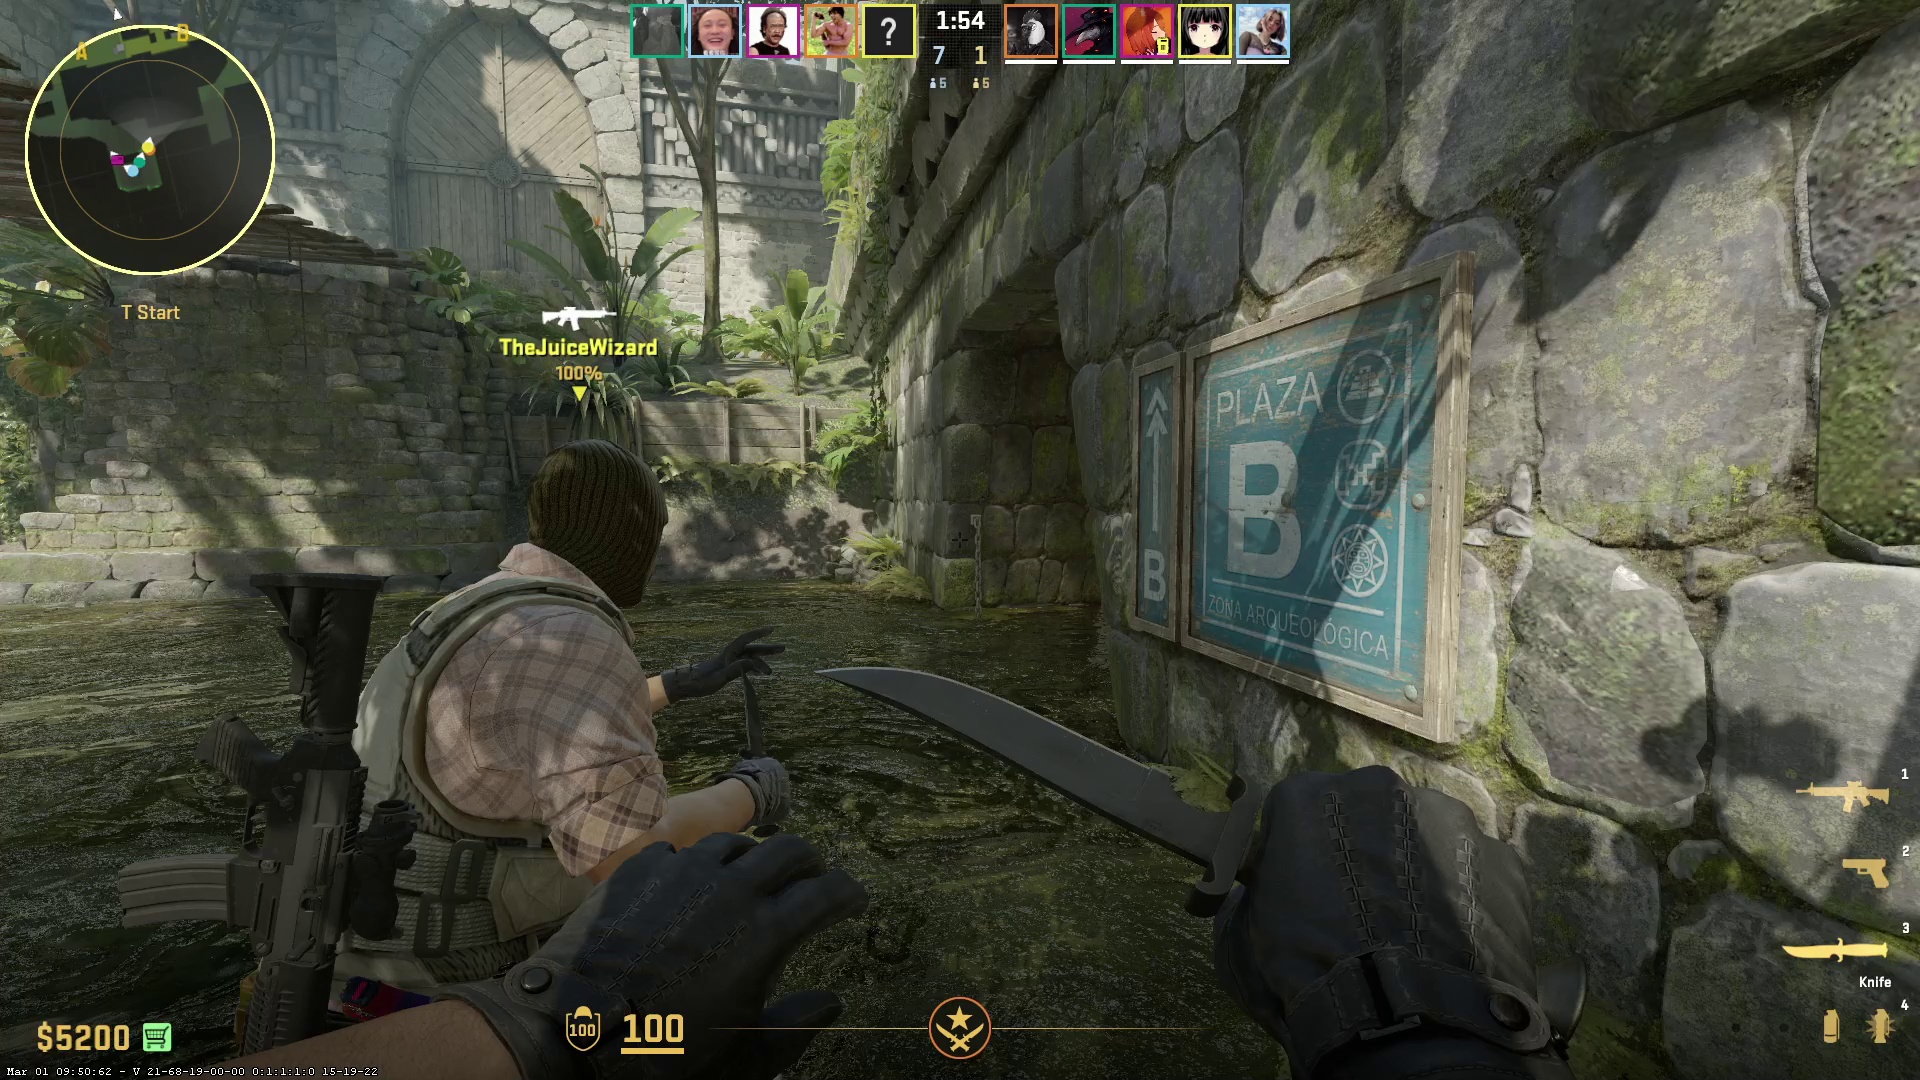 A
B
?
1:54
7 1
5 5
T Start
TheJuiceWizard
100%
PLAZA
B
B
ZONA ARQUEOLÓGICA
1
2
3
Knife
4
$5200
100
100
Mar 01 09:50:62 - V 21-68-19-00-00 0:1:1:1:0 15-19-22